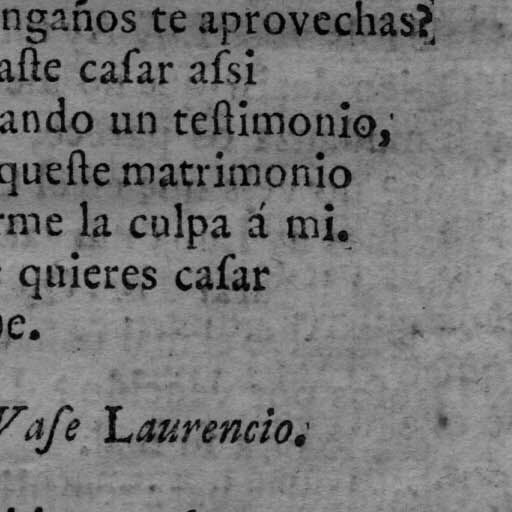 ngaños te aprovechas?
aſte caſar aſsi
ando un teſtimonio,
queſte matrimonio
rme la culpa á mi.
quieres caſar
e.
Vaſe Laurencio.